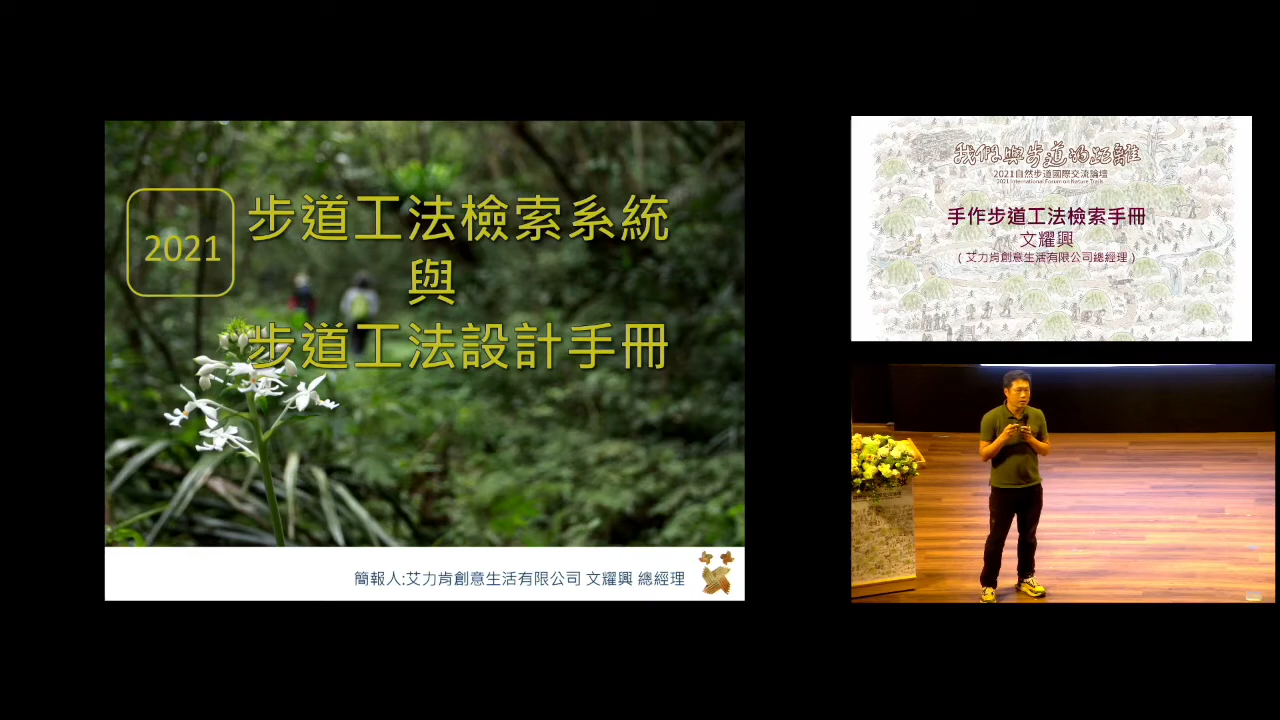 2021
步道工法檢索系統
與
步道工法設計手冊
簡報人:艾力肯創意生活有限公司 文耀興 總經理
我們與步道的距離
2021自然步道國際交流論壇
2021 International Forum on Nature Trails
手作步道工法檢索手冊
文耀興
(艾力肯創意生活有限公司總經理)